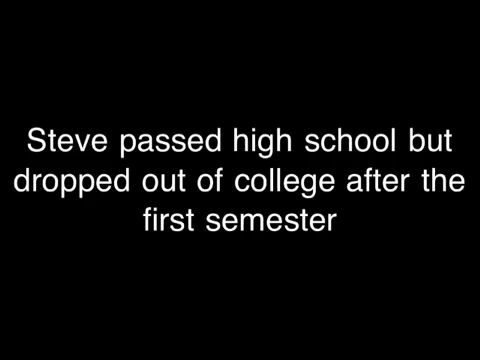 Steve passed high school but
dropped out of college after the
first semester